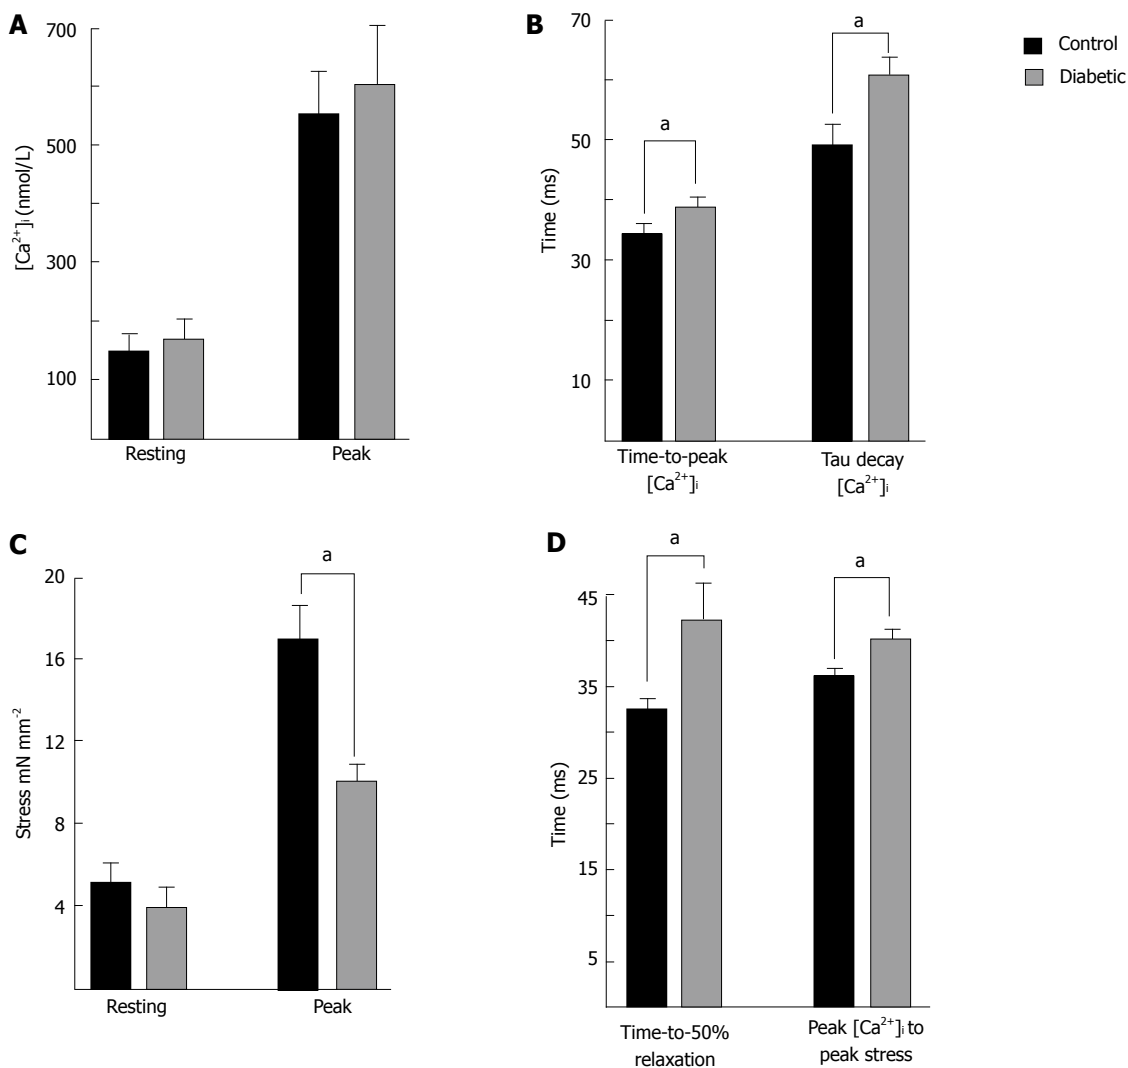 A
700
500
300
100
[Ca²⁺]ᵢ (nmol/L)
Resting
Peak
B
70
50
30
10
Time (ms)
a
a
Time-to-peak
[Ca²⁺]ᵢ
Tau decay
[Ca²⁺]ᵢ
Control
Diabetic
C
20
16
12
8
4
Stress mN mm⁻²
a
Resting
Peak
D
45
35
25
15
5
Time (ms)
a
a
Time-to-50%
relaxation
Peak [Ca²⁺]ᵢ to
peak stress